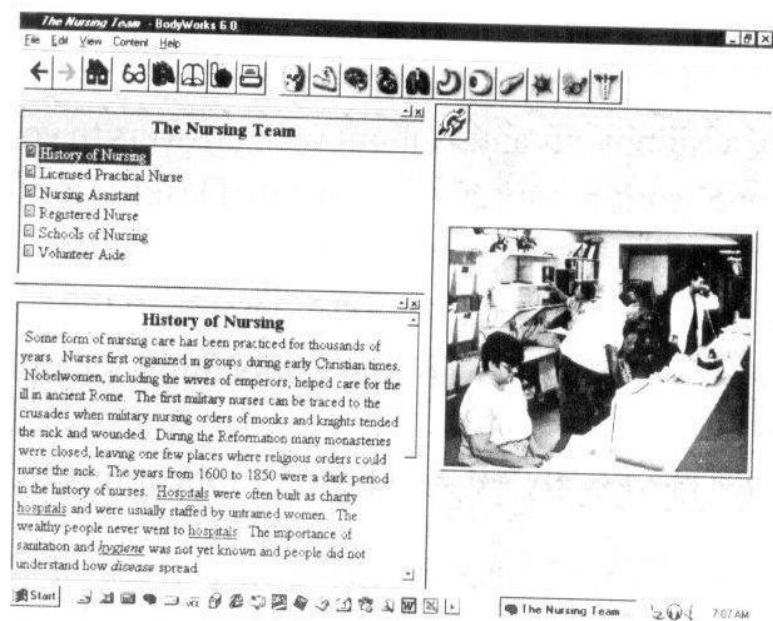 The Nursing Team - BodyWorks 6.0
File Edit View Content Help
The Nursing Team
History of Nursing
Licensed Practical Nurse
Nursing Assistant
Registered Nurse
Schools of Nursing
Volunteer Aide
History of Nursing
Some form of nursing care has been practiced for thousands of
years. Nurses first organized in groups during early Christian times.
Nobelwomen, including the wives of emperors, helped care for the
ill in ancient Rome. The first military nurses can be traced to the
crusades when military nursing orders of monks and knights tended
the sick and wounded. During the Reformation many monasteries
were closed, leaving one few places where religious orders could
nurse the sick. The years from 1600 to 1850 were a dark period
in the history of nurses. Hospitals were often built as charity
hospitals and were usually staffed by untrained women. The
wealthy people never went to hospitals. The importance of
sanitation and hygiene was not yet known and people did not
understand how disease spread.
Start The Nursing Team 7:07 AM